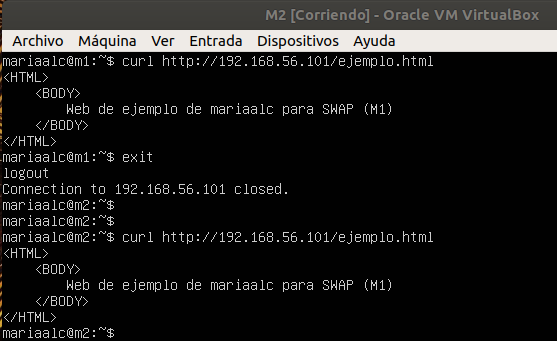 M2 [Corriendo] - Oracle VM VirtualBox
Archivo Máquina Ver Entrada Dispositivos Ayuda
mariaalc@m1:~$ curl http://192.168.56.101/ejemplo.html
<HTML>
    <BODY>
        Web de ejemplo de mariaalc para SWAP (M1)
    </BODY>
</HTML>
mariaalc@m1:~$ exit
logout
Connection to 192.168.56.101 closed.
mariaalc@m2:~$
mariaalc@m2:~$
mariaalc@m2:~$ curl http://192.168.56.101/ejemplo.html
<HTML>
    <BODY>
        Web de ejemplo de mariaalc para SWAP (M1)
    </BODY>
</HTML>
mariaalc@m2:~$